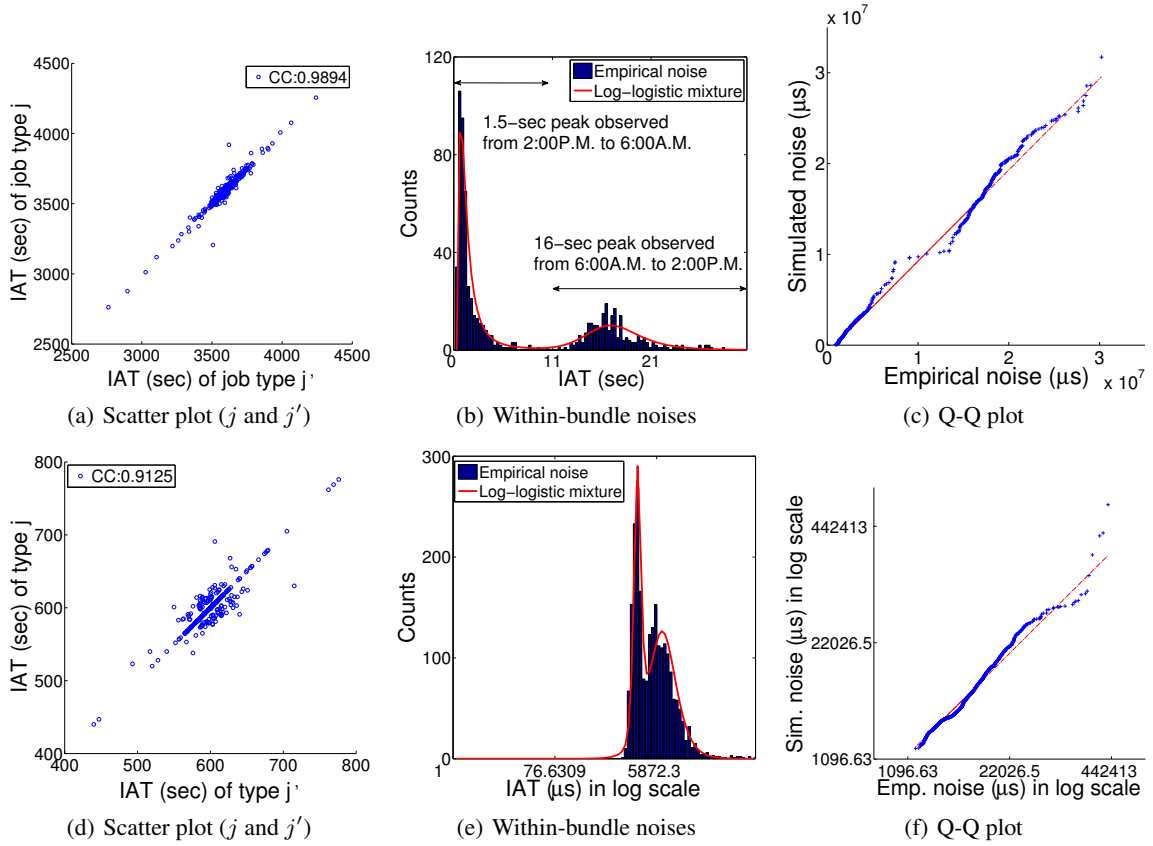 4500
4000
3500
3000
2500
2500 3000 3500 4000 4500
CC:0.9894
IAT (sec) of job type j
IAT (sec) of job type j'
(a) Scatter plot (j and j′)
120
80
40
0
0 11 21
Empirical noise
Log-logistic mixture
1.5-sec peak observed
from 2:00P.M. to 6:00A.M.
16-sec peak observed
from 6:00A.M. to 2:00P.M.
Counts
IAT (sec)
(b) Within-bundle noises
x 10⁷
3
2
1
0
0 1 2 3
x 10⁷
Simulated noise (μs)
Empirical noise (μs)
(c) Q-Q plot
800
700
600
500
400
400 500 600 700 800
CC:0.9125
IAT (sec) of type j
IAT (sec) of type j'
(d) Scatter plot (j and j′)
300
200
100
0
1 76.6309 5872.3
Empirical noise
Log-logistic mixture
Counts
IAT (μs) in log scale
(e) Within-bundle noises
442413
22026.5
1096.63
1096.63 22026.5 442413
Sim. noise (μs) in log scale
Emp. noise (μs) in log scale
(f) Q-Q plot